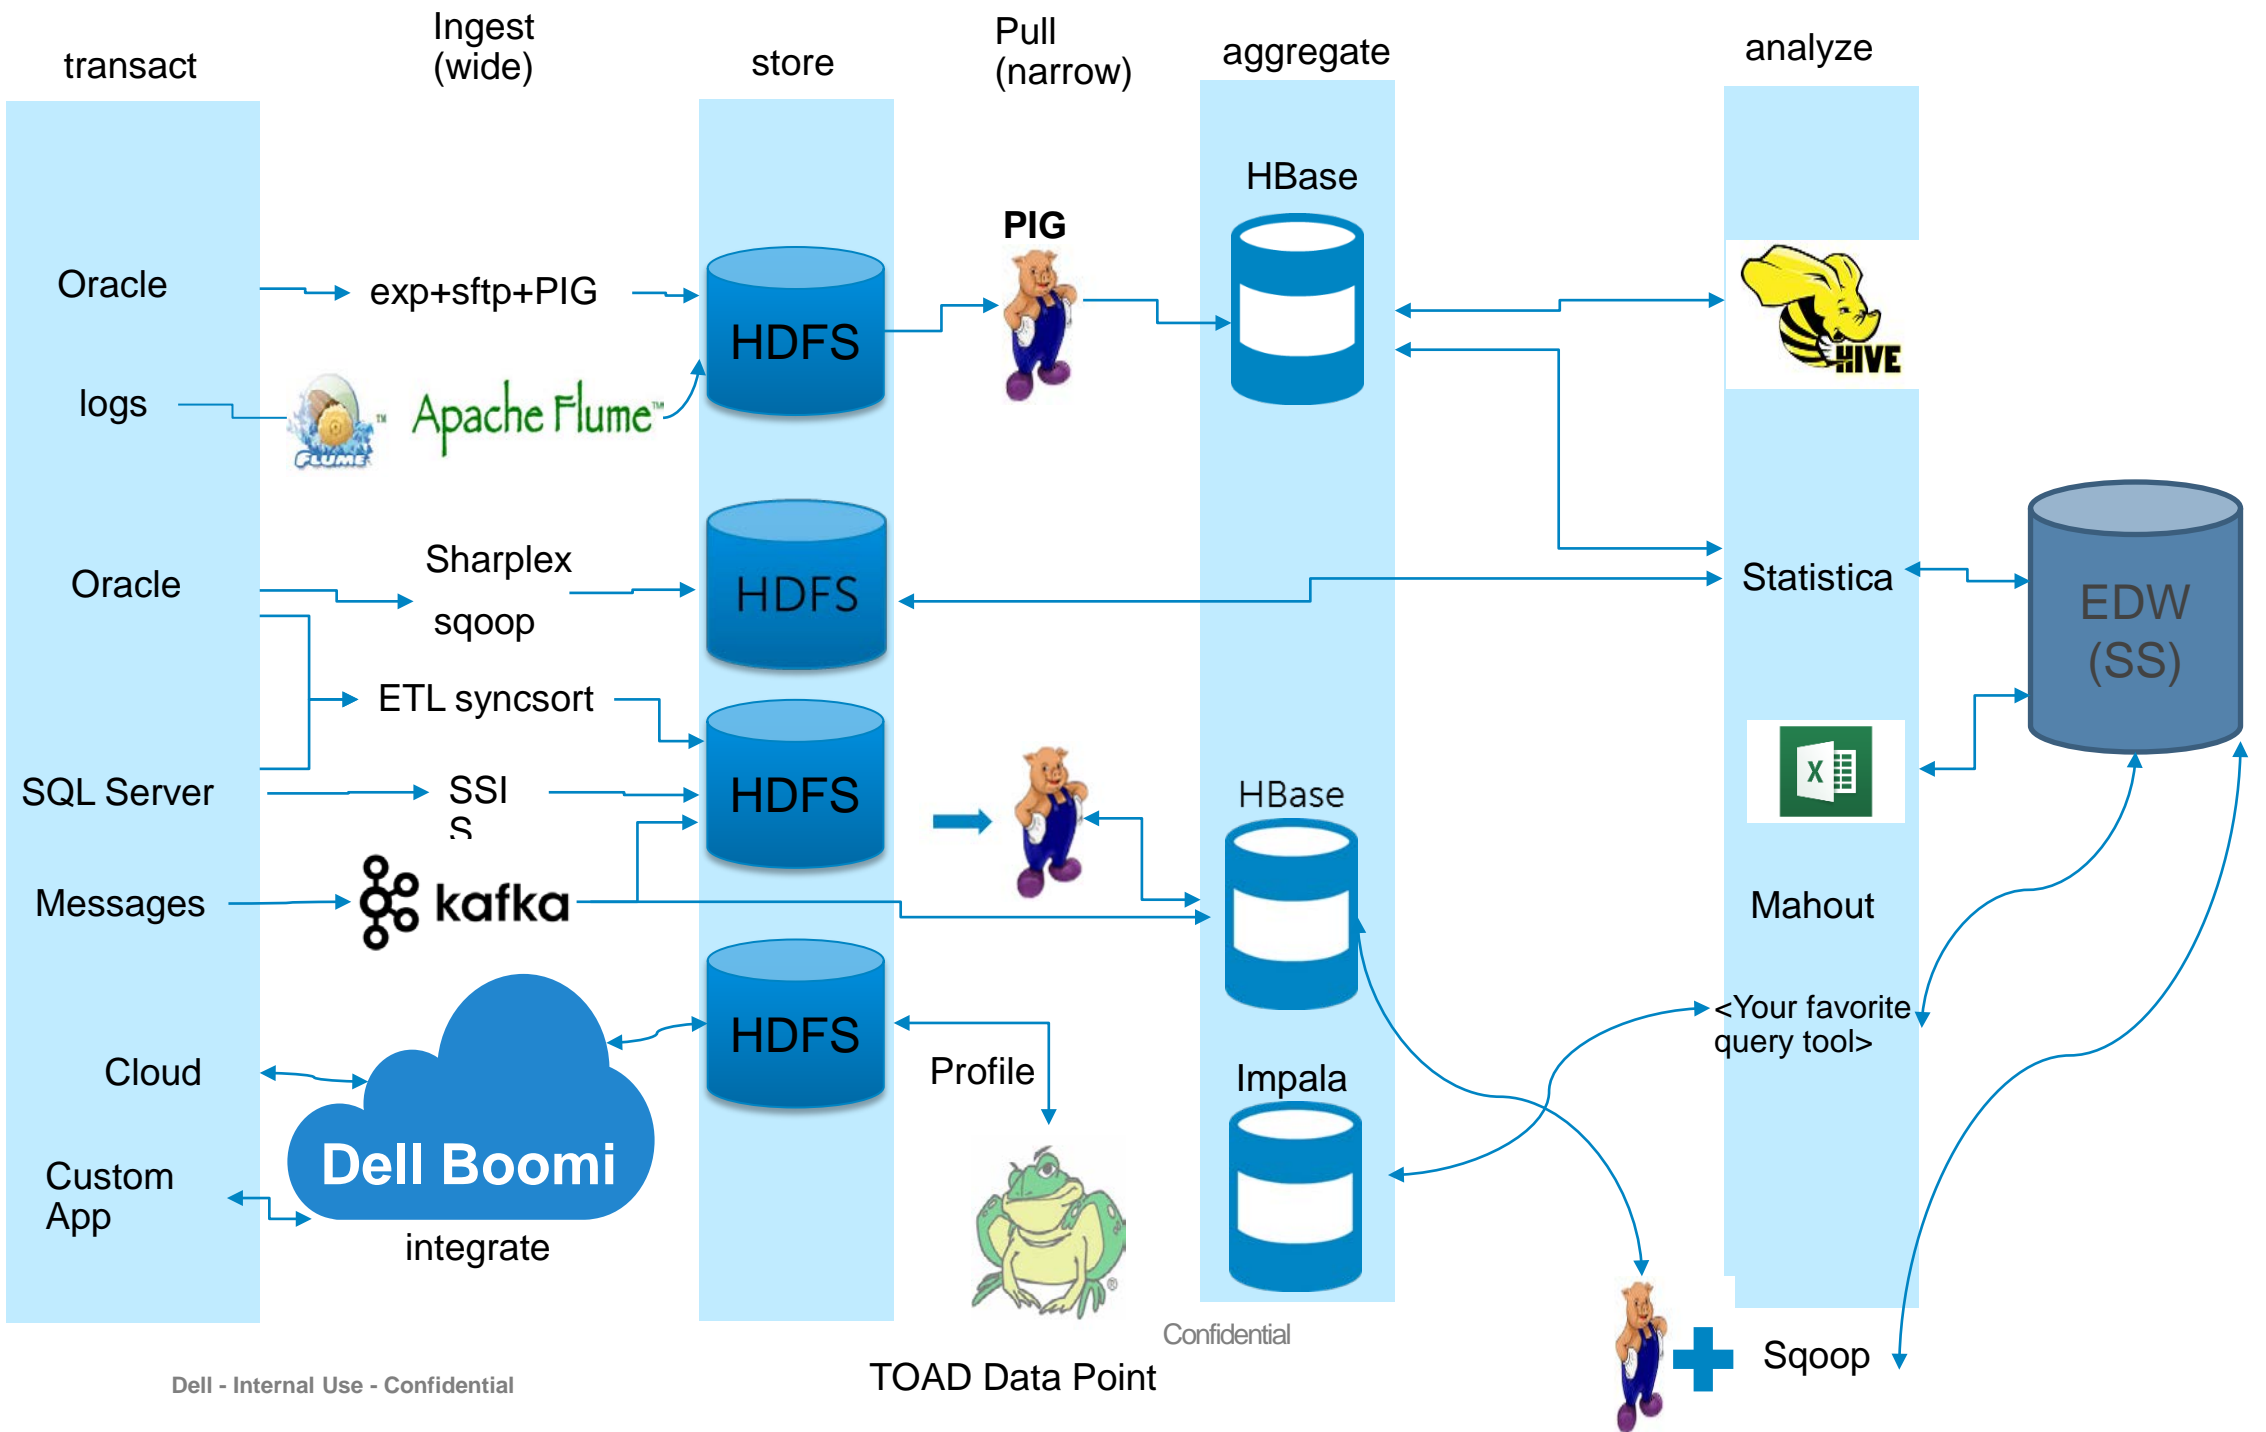 transact
Ingest
(wide)
store
Pull
(narrow)
aggregate
analyze
HBase
PIG
Oracle
exp+sftp+PIG
HDFS
HIVE
logs
FLUME
TM
Apache Flume™
Oracle
Sharplex
sqoop
HDFS
Statistica
EDW
(SS)
ETL syncsort
SQL Server
SSI
S
HDFS
HBase
X
Messages
kafka
Mahout
HDFS
<Your favorite
query tool>
Cloud
Profile
Impala
Dell Boomi
Custom
App
integrate
®
Confidential
Sqoop
TOAD Data Point
Dell - Internal Use - Confidential